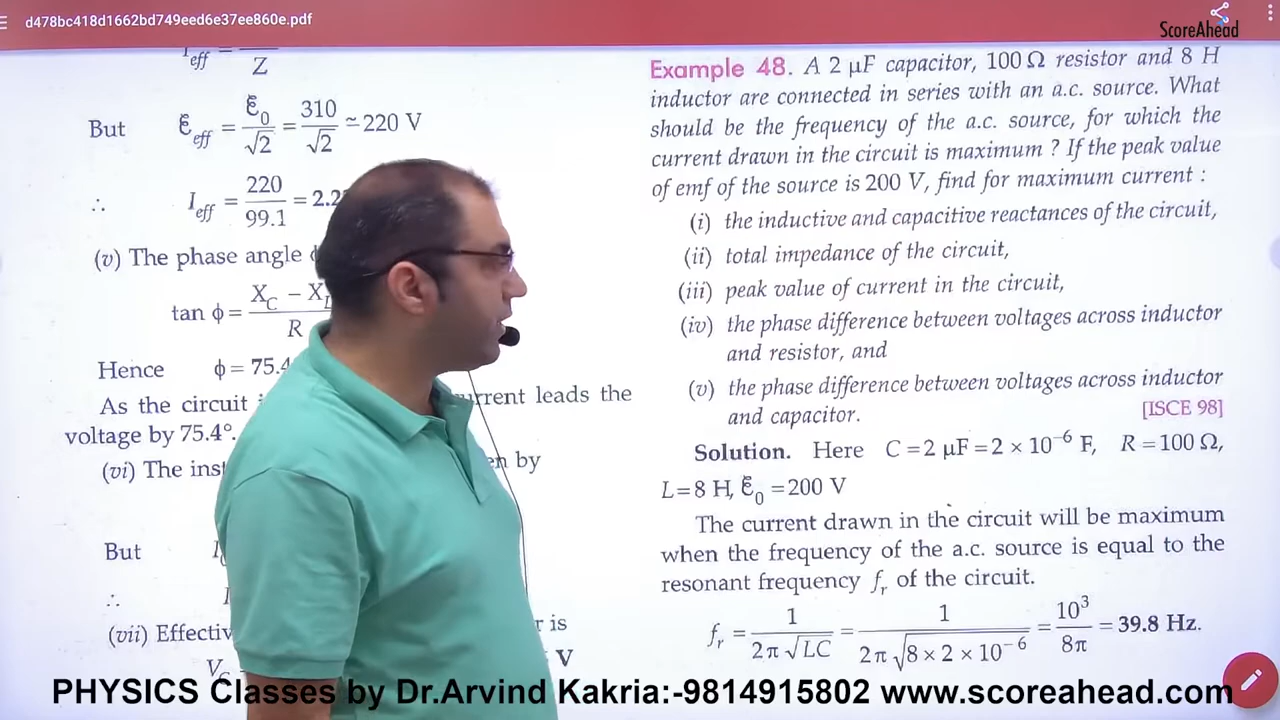 d478bc418d1662bd749eed6e37ee860e.pdf
ScoreAhead
I_eff = —/Z
But ℰ_eff = ℰ₀/√2 = 310/√2 ≃ 220 V
∴ I_eff = 220/99.1 = 2.2
(v) The phase angle
tan ϕ = X_C − X_L/R
Hence ϕ = 75.4
As the circuit
current leads the
voltage by 75.4°.
(vi) The inst
en by
But
∴
(vii) Effectiv
r is
V_C
V
Example 48. A 2 μF capacitor, 100 Ω resistor and 8 H
inductor are connected in series with an a.c. source. What
should be the frequency of the a.c. source, for which the
current drawn in the circuit is maximum ? If the peak value
of emf of the source is 200 V, find for maximum current :
(i) the inductive and capacitive reactances of the circuit,
(ii) total impedance of the circuit,
(iii) peak value of current in the circuit,
(iv) the phase difference between voltages across inductor
and resistor, and
(v) the phase difference between voltages across inductor
and capacitor. [ISCE 98]
Solution. Here C = 2 μF = 2 × 10⁻⁶ F, R = 100 Ω,
L = 8 H, ℰ₀ = 200 V
The current drawn in the circuit will be maximum
when the frequency of the a.c. source is equal to the
resonant frequency f_r of the circuit.
f_r = 1/2π√LC = 1/2π√8 × 2 × 10⁻⁶ = 10³/8π = 39.8 Hz.
PHYSICS Classes by Dr.Arvind Kakria:-9814915802 www.scoreahead.com